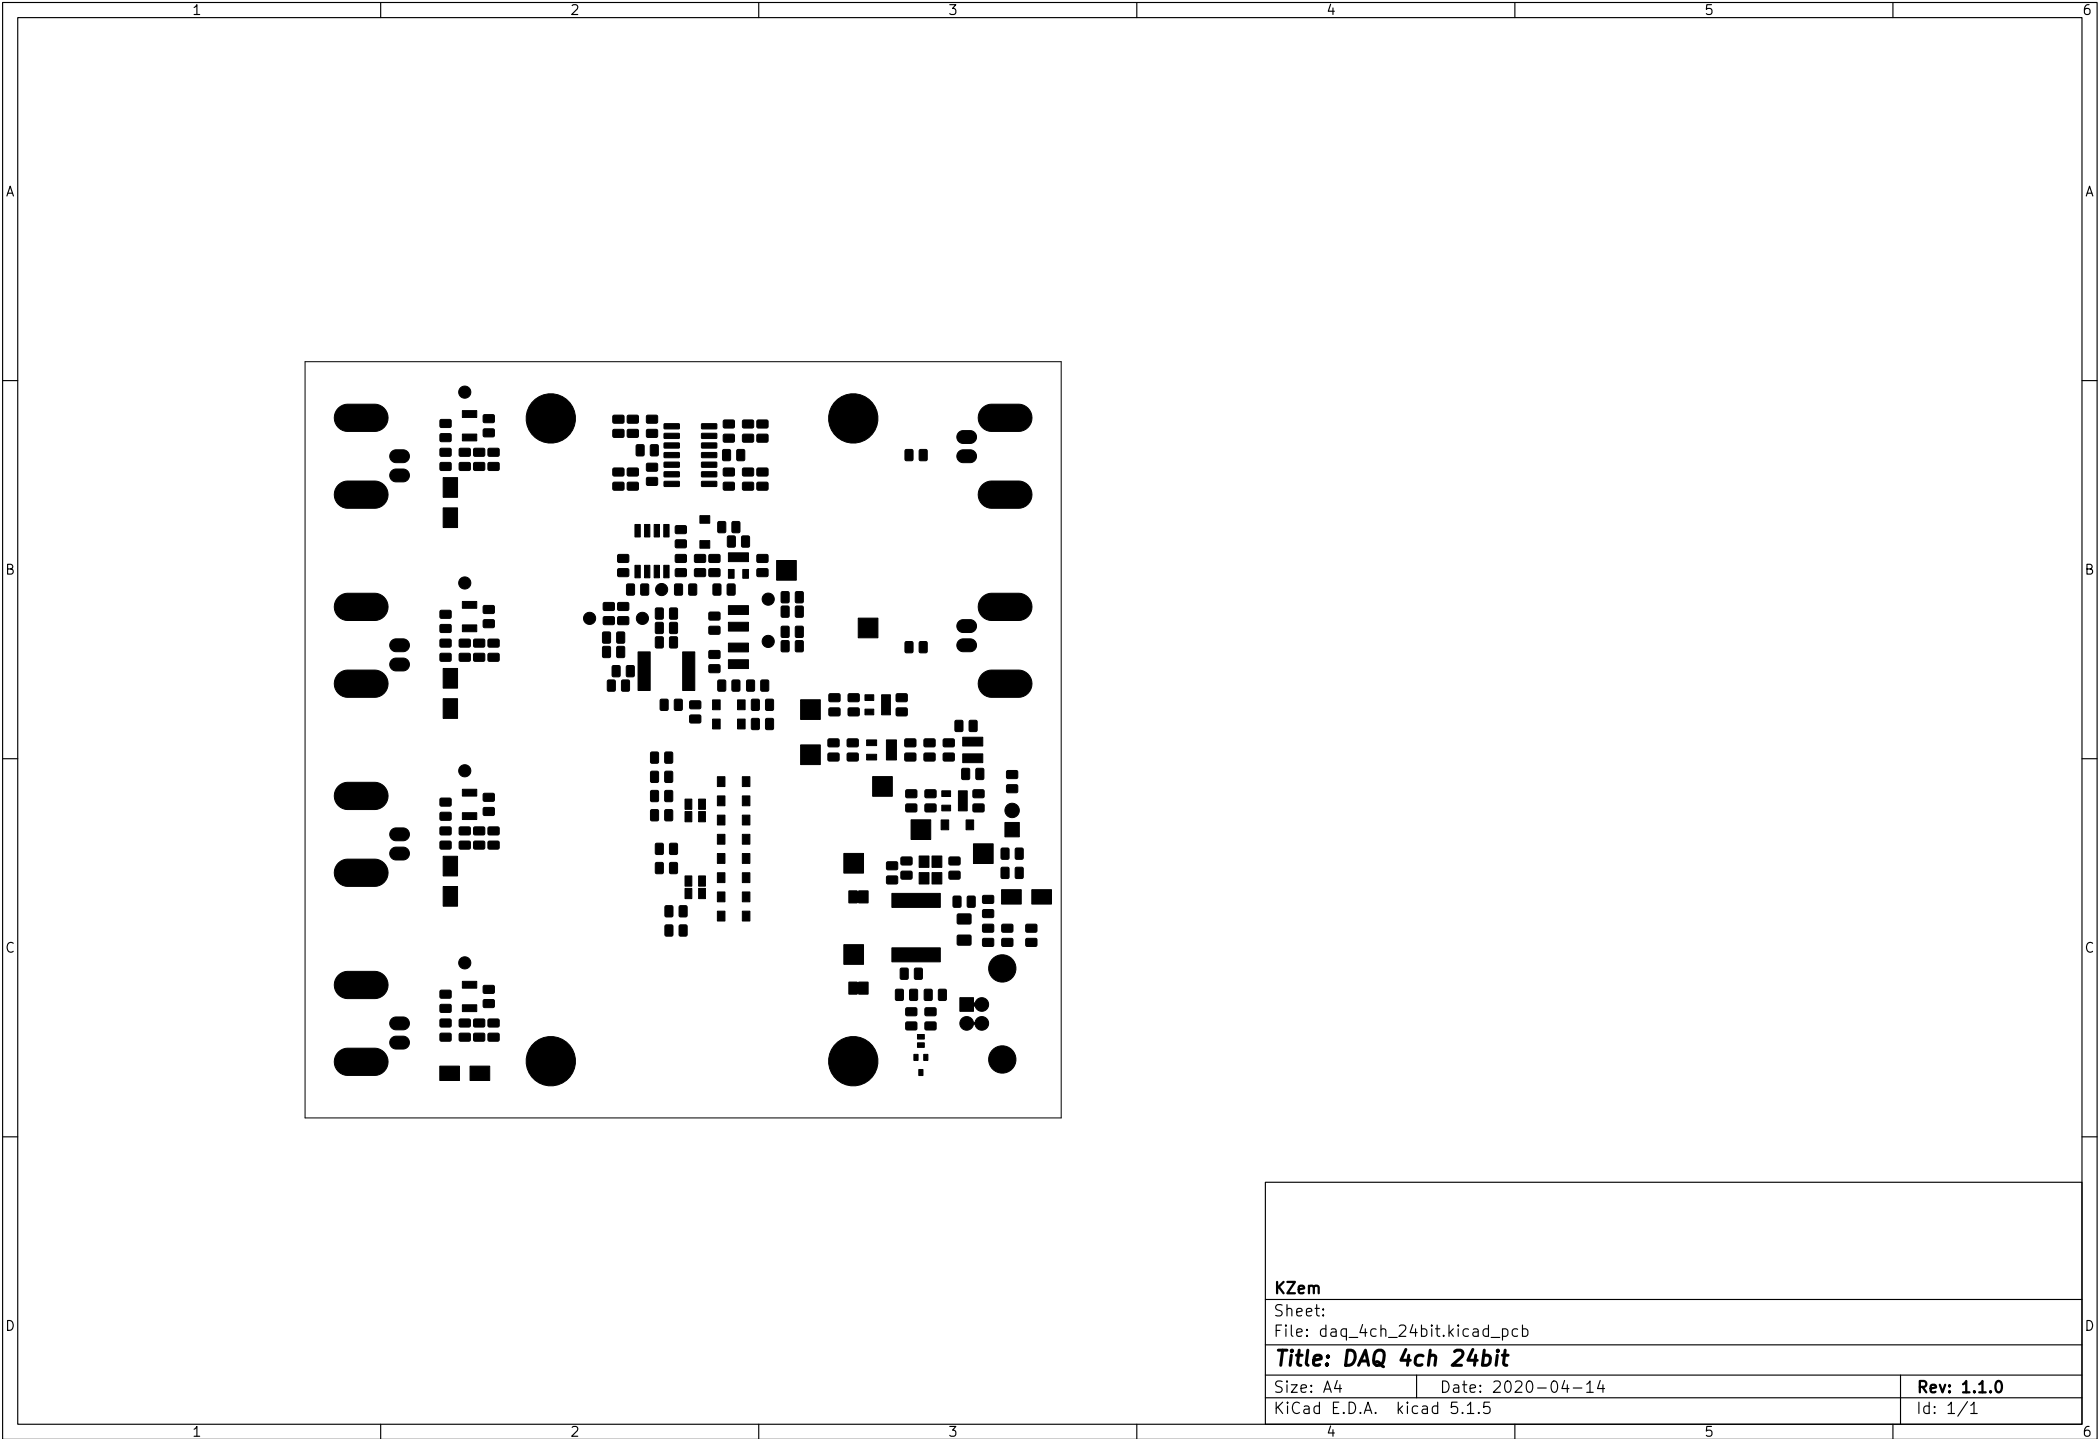 1 2 3 4 5 6
A A
B B
C C
KZem
Sheet:
File: daq_4ch_24bit.kicad_pcb
D D
Title: DAQ 4ch 24bit
Size: A4 Date: 2020-04-14 Rev: 1.1.0
KiCad E.D.A. kicad 5.1.5 Id: 1/1
1 2 3 4 5 6